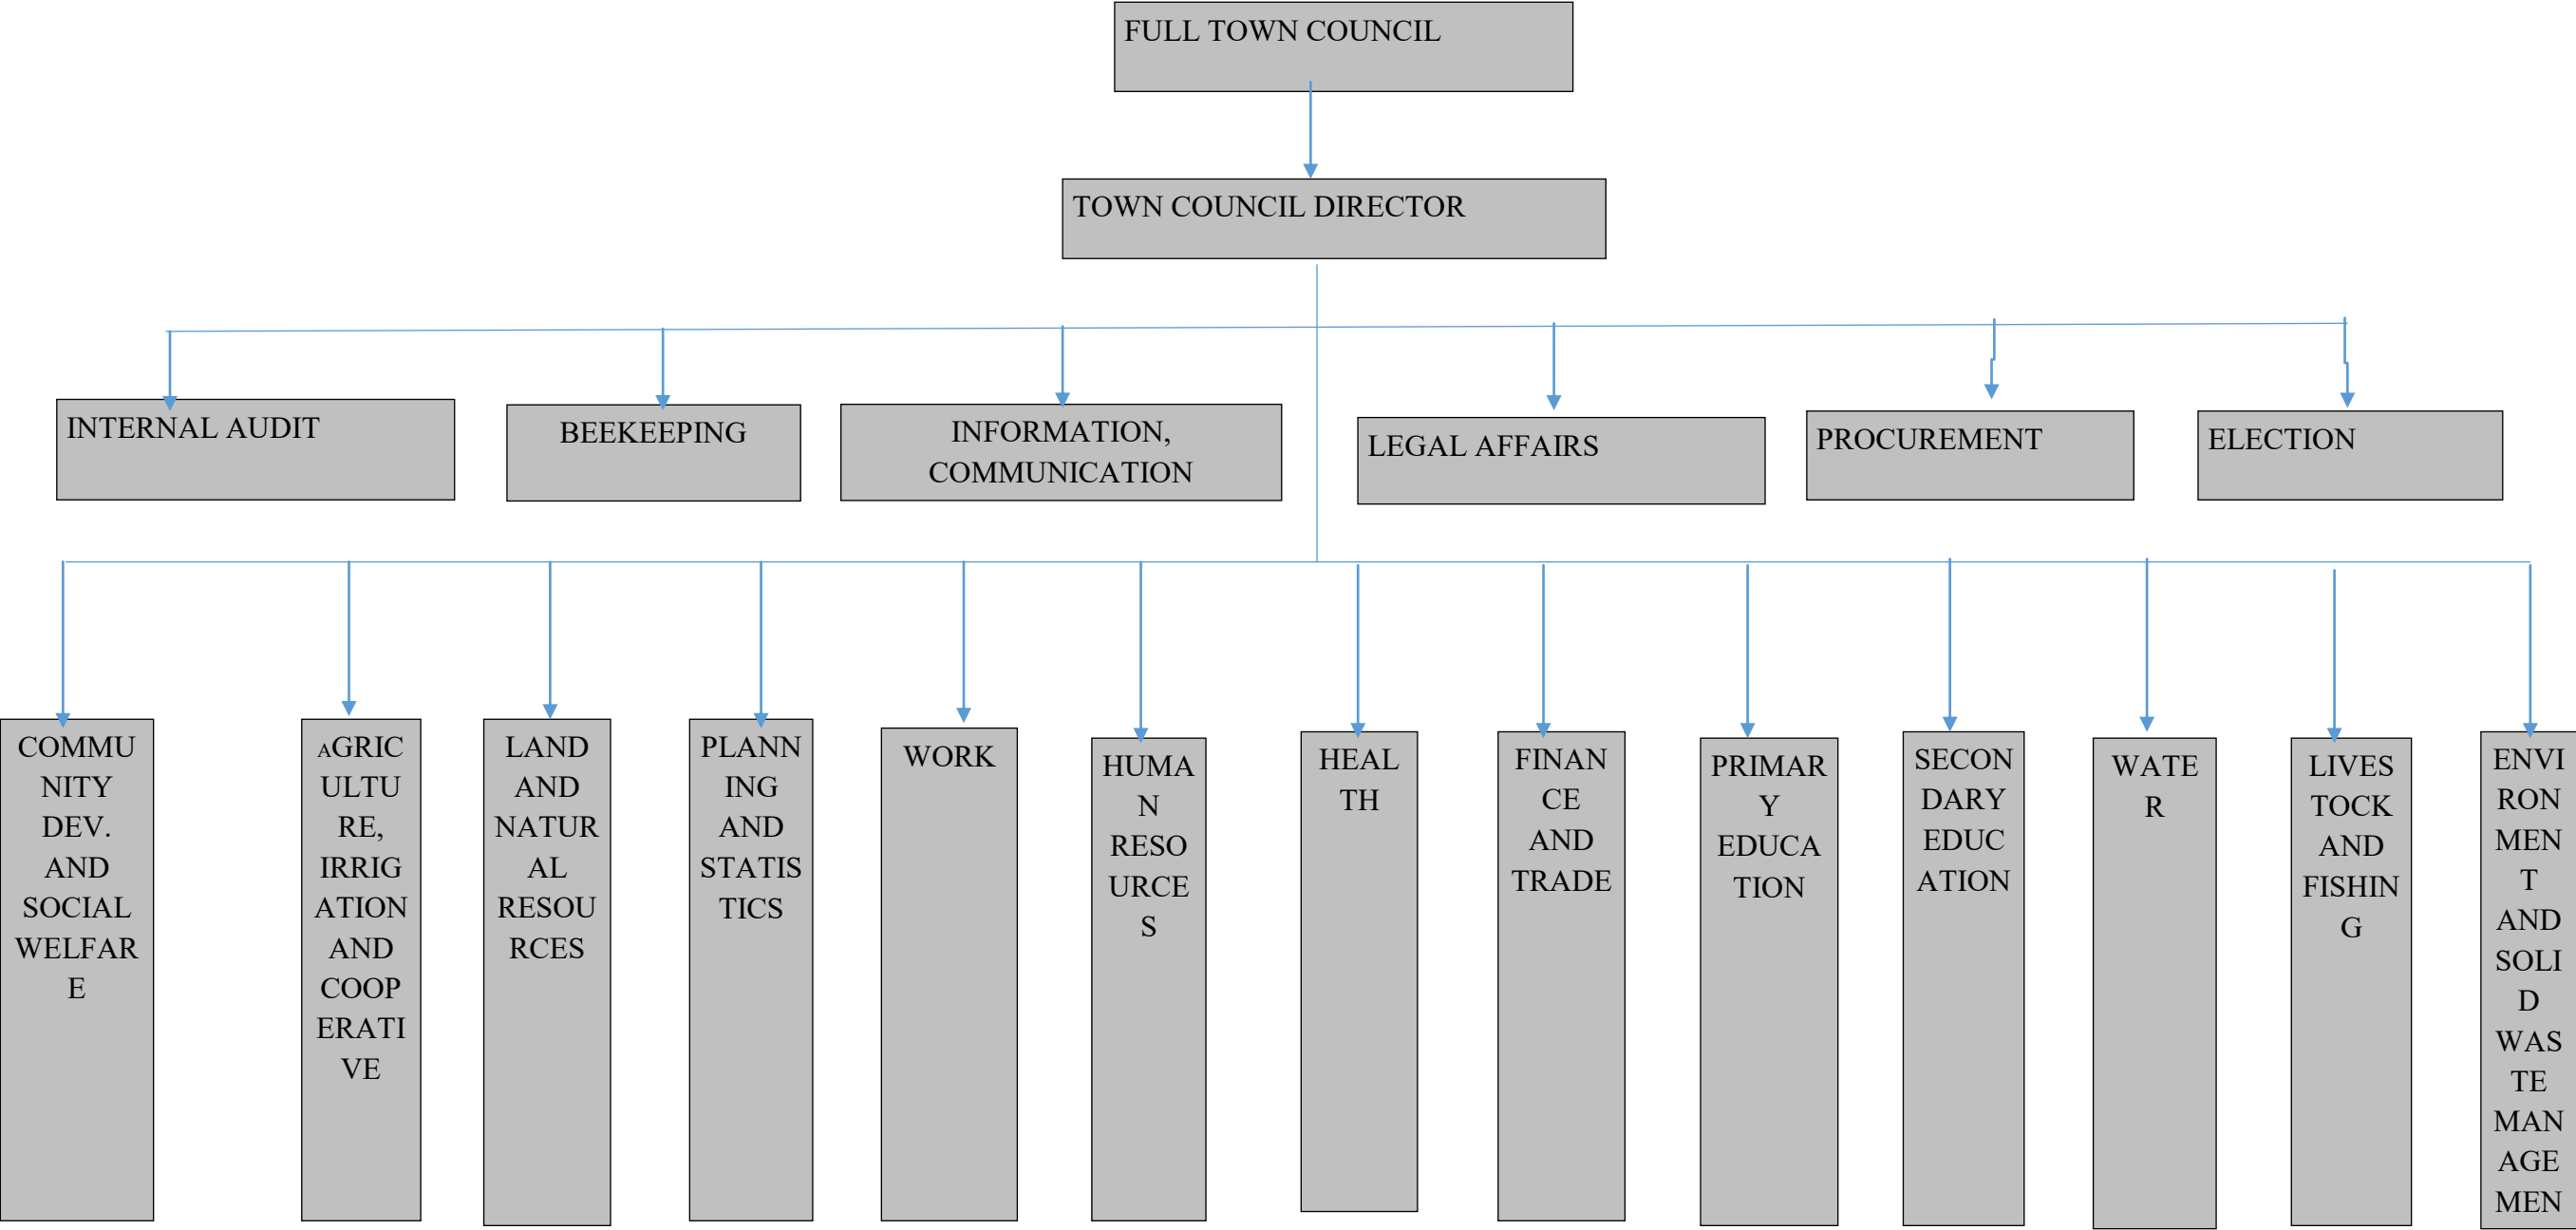 FULL TOWN COUNCIL
TOWN COUNCIL DIRECTOR
INTERNAL AUDIT
BEEKEEPING
INFORMATION,
COMMUNICATION
LEGAL AFFAIRS
PROCUREMENT
ELECTION
COMMU
NITY
DEV.
AND
SOCIAL
WELFAR
E
AGRIC
ULTU
RE,
IRRIG
ATION
AND
COOP
ERATI
VE
LAND
AND
NATUR
AL
RESOU
RCES
PLANN
ING
AND
STATIS
TICS
WORK
HUMA
N
RESO
URCE
S
HEAL
TH
FINAN
CE
AND
TRADE
PRIMAR
Y
EDUCA
TION
SECON
DARY
EDUC
ATION
WATE
R
LIVES
TOCK
AND
FISHIN
G
ENVI
RON
MEN
T
AND
SOLI
D
WAS
TE
MAN
AGE
MEN